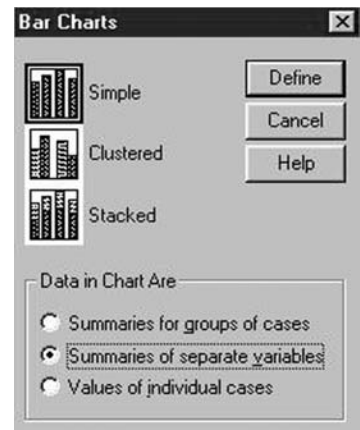 Bar Charts
Simple
Clustered
Stacked
Define
Cancel
Help
Data in Chart Are
Summaries for groups of cases
Summaries of separate variables
Values of individual cases